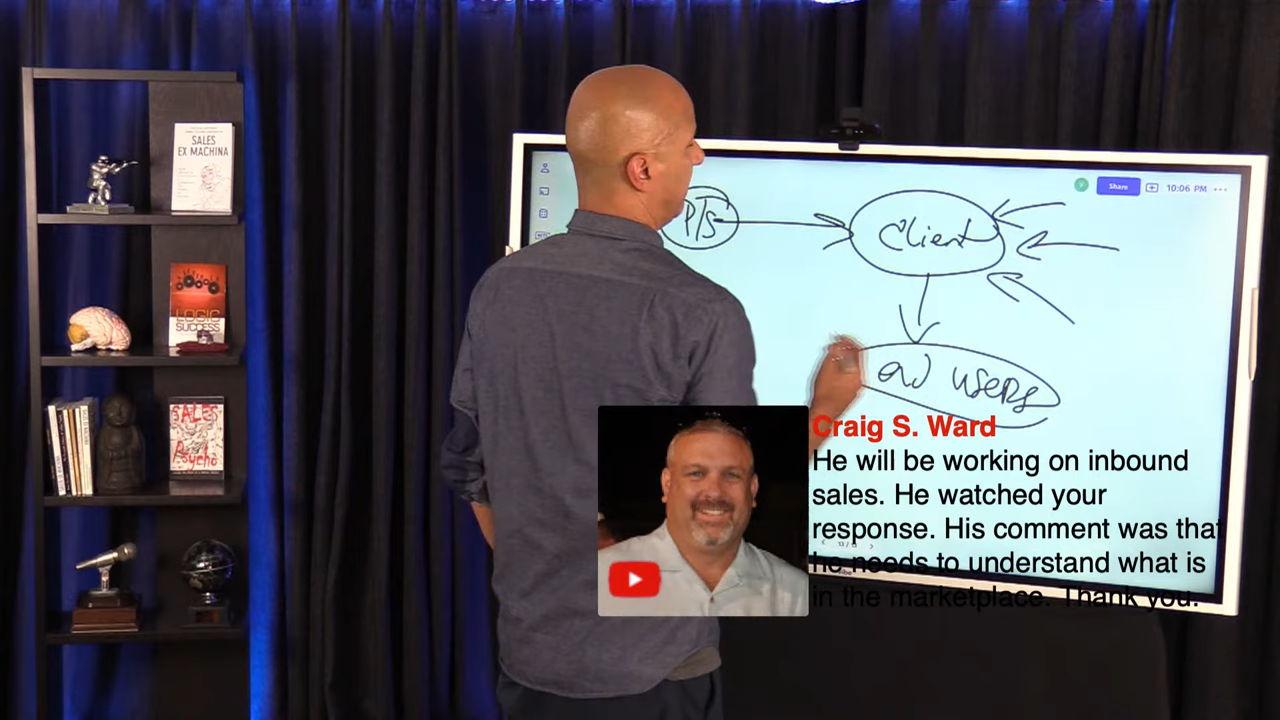 SALES
EX MACHINA
LOGIC
SUCCESS
SALES
Psycho
Share
10:06 PM
PTS
Client
end users
Craig S. Ward
He will be working on inbound
sales. He watched your
response. His comment was that
he needs to understand what is
in the marketplace. Thank you.